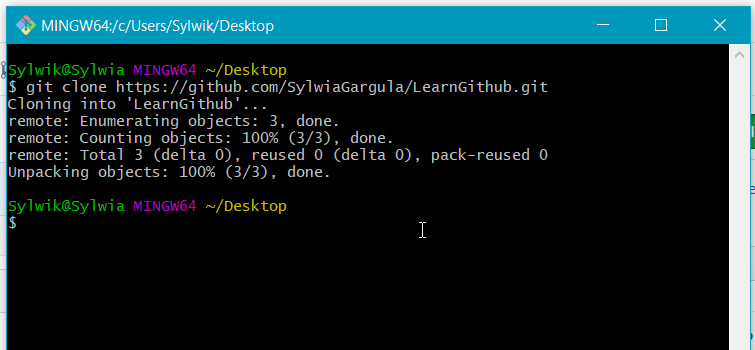 MINGW64:/c/Users/Sylwik/Desktop
Sylwik@Sylwia MINGW64 ~/Desktop
$ git clone https://github.com/SylwiaGargula/LearnGithub.git
Cloning into 'LearnGithub'...
remote: Enumerating objects: 3, done.
remote: Counting objects: 100% (3/3), done.
remote: Total 3 (delta 0), reused 0 (delta 0), pack-reused 0
Unpacking objects: 100% (3/3), done.
Sylwik@Sylwia MINGW64 ~/Desktop
$